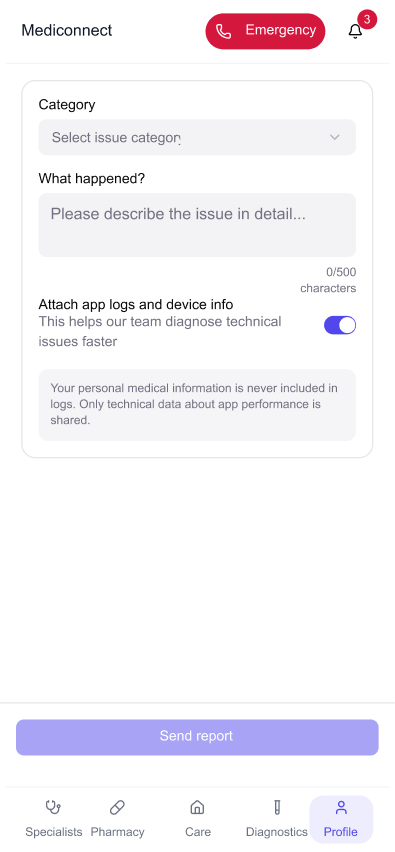 Mediconnect
Emergency
3
Category
Select issue category
What happened?
Please describe the issue in detail...
0/500
characters
Attach app logs and device info
This helps our team diagnose technical
issues faster
Your personal medical information is never included in
logs. Only technical data about app performance is
shared.
Send report
Specialists
Pharmacy
Care
Diagnostics
Profile